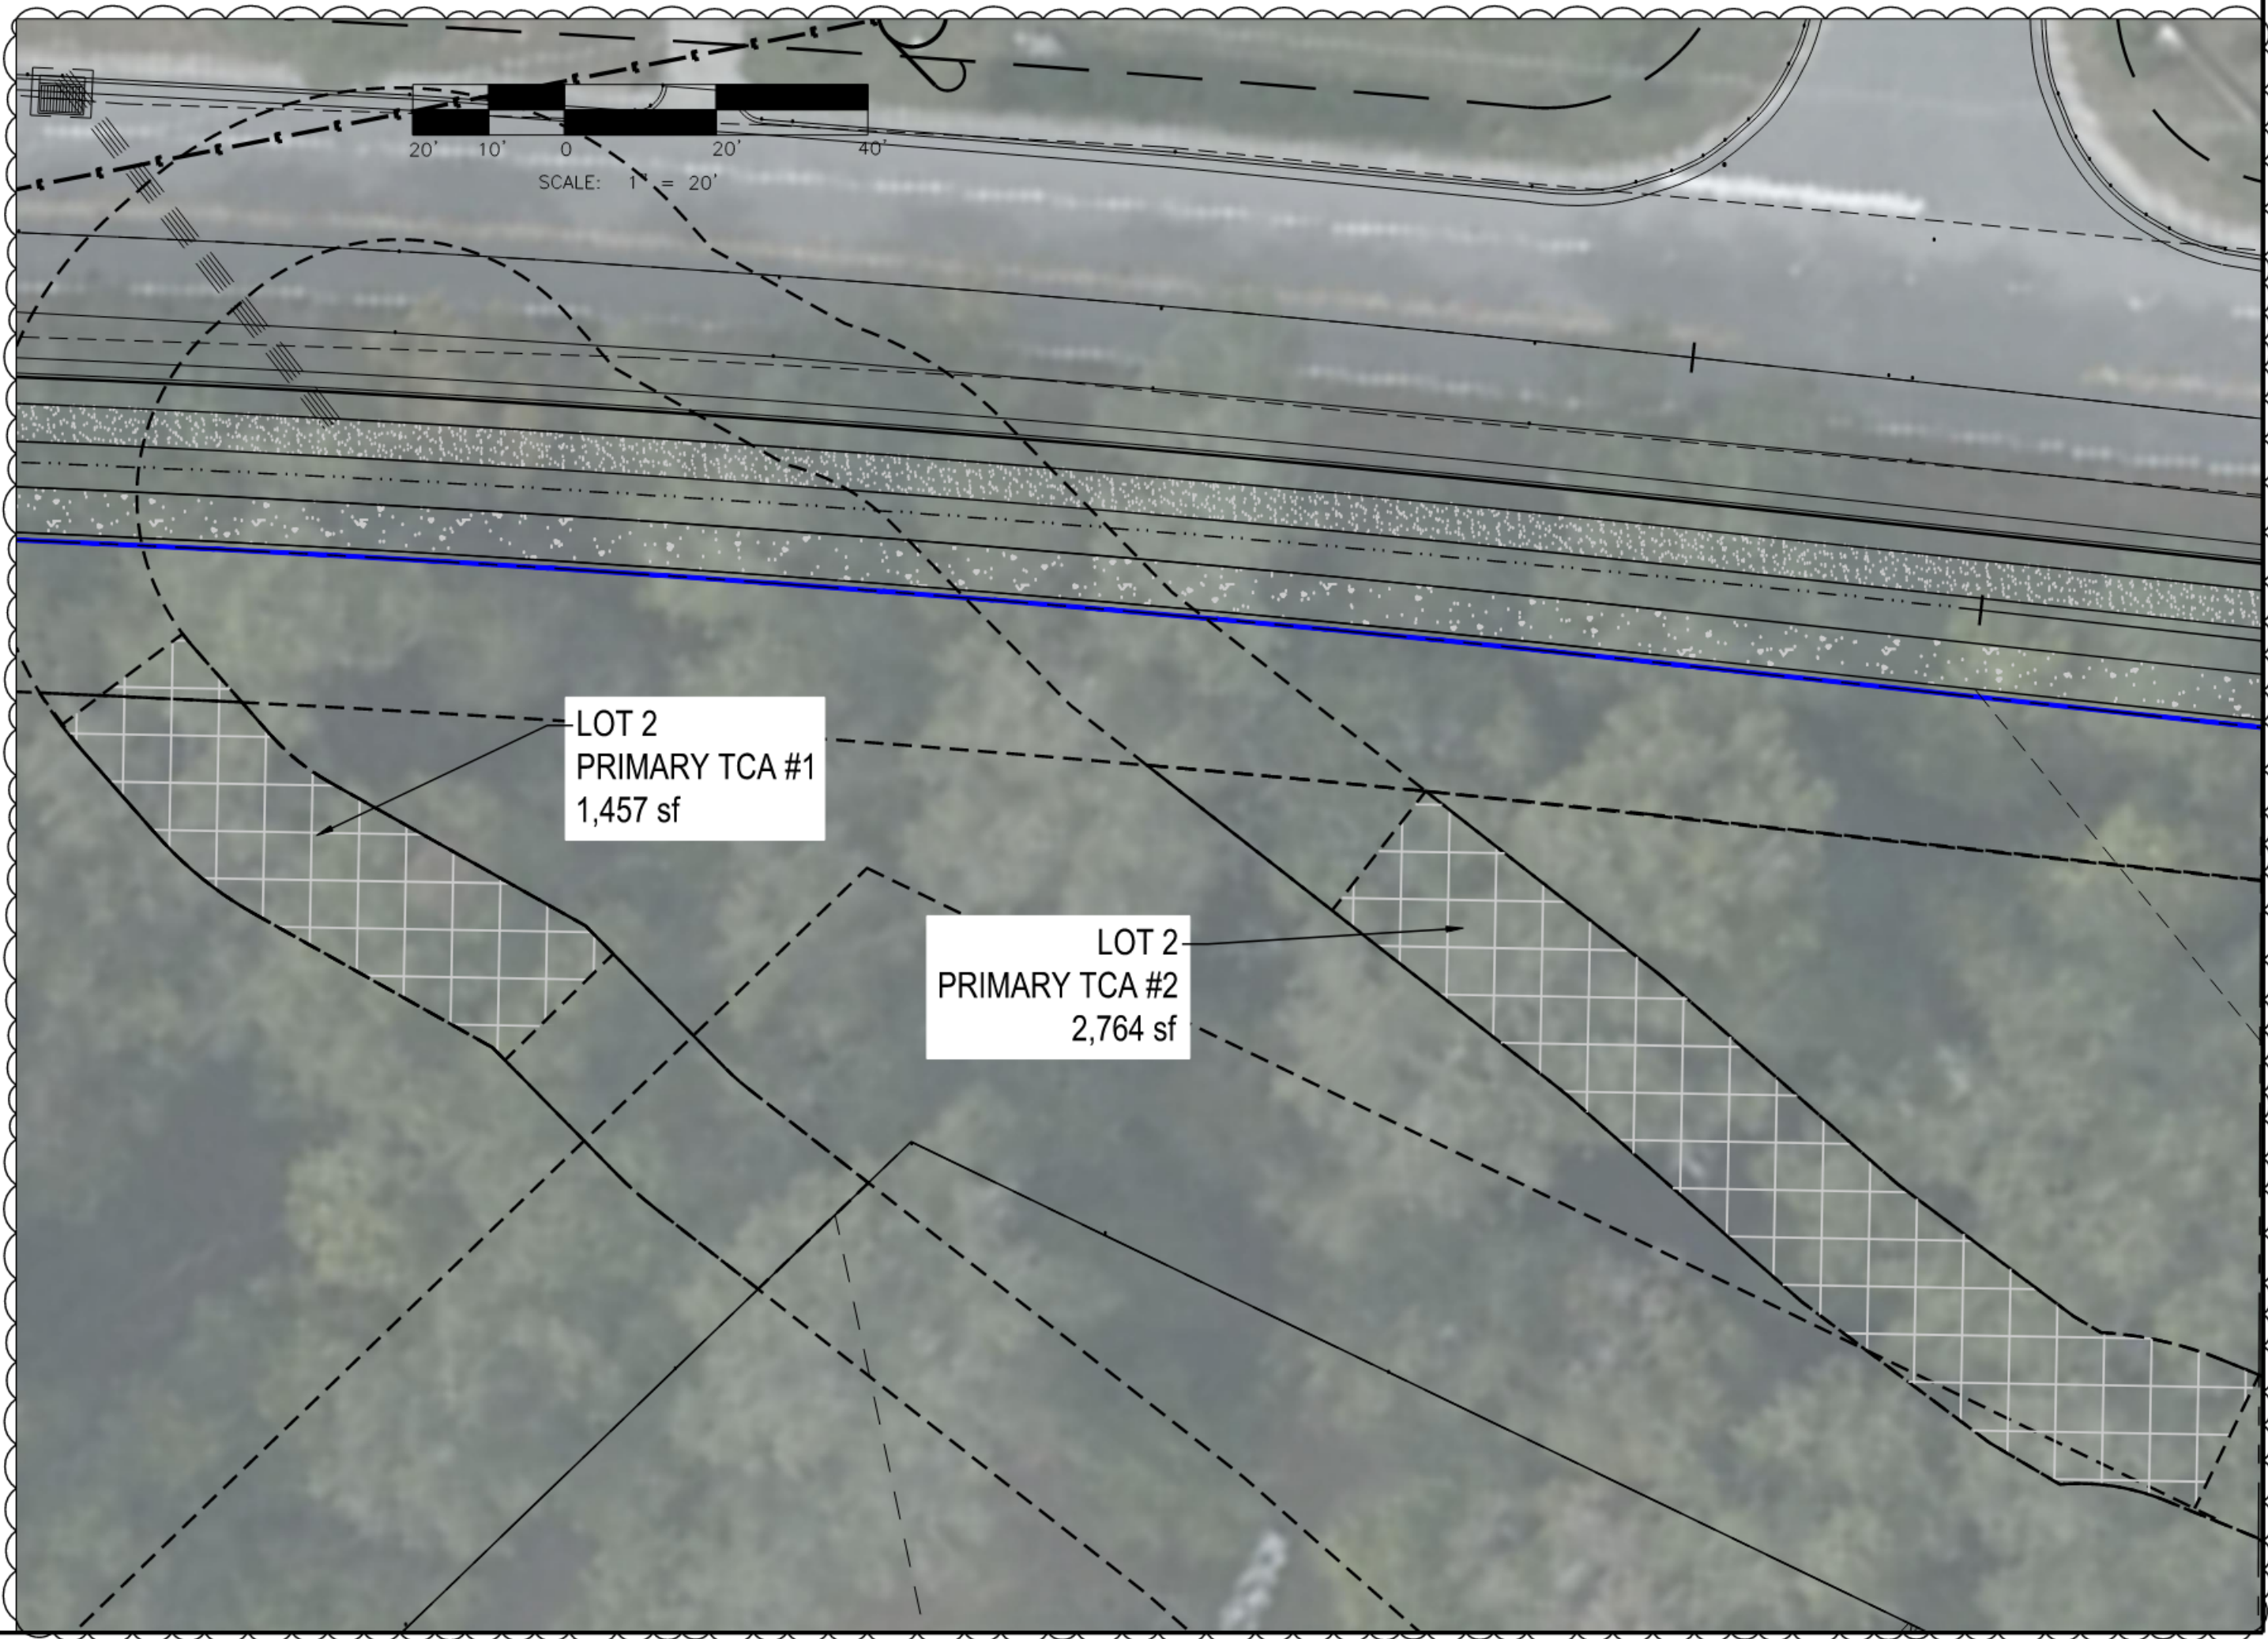 20' 10' 0 20' 40'
SCALE: 1" = 20'
LOT 2
PRIMARY TCA #1
1,457 sf
LOT 2
PRIMARY TCA #2
2,764 sf